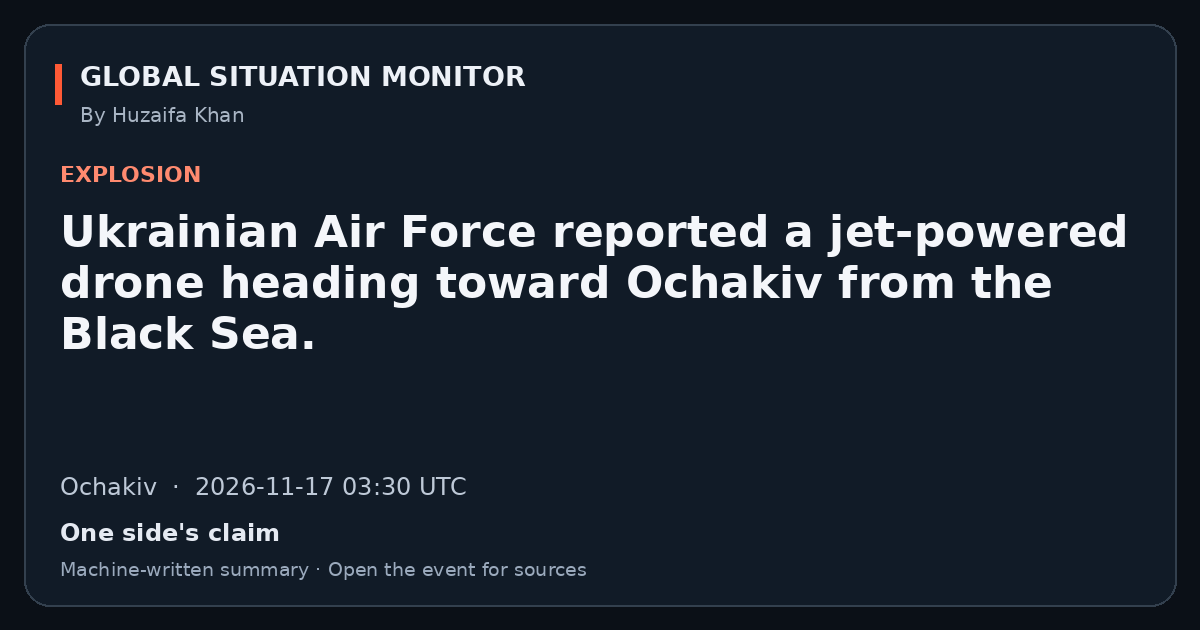 GLOBAL SITUATION MONITOR
By Huzaifa Khan
EXPLOSION
Ukrainian Air Force reported a jet-powered
drone heading toward Ochakiv from the
Black Sea.
Ochakiv · 2026-11-17 03:30 UTC
One side's claim
Machine-written summary · Open the event for sources